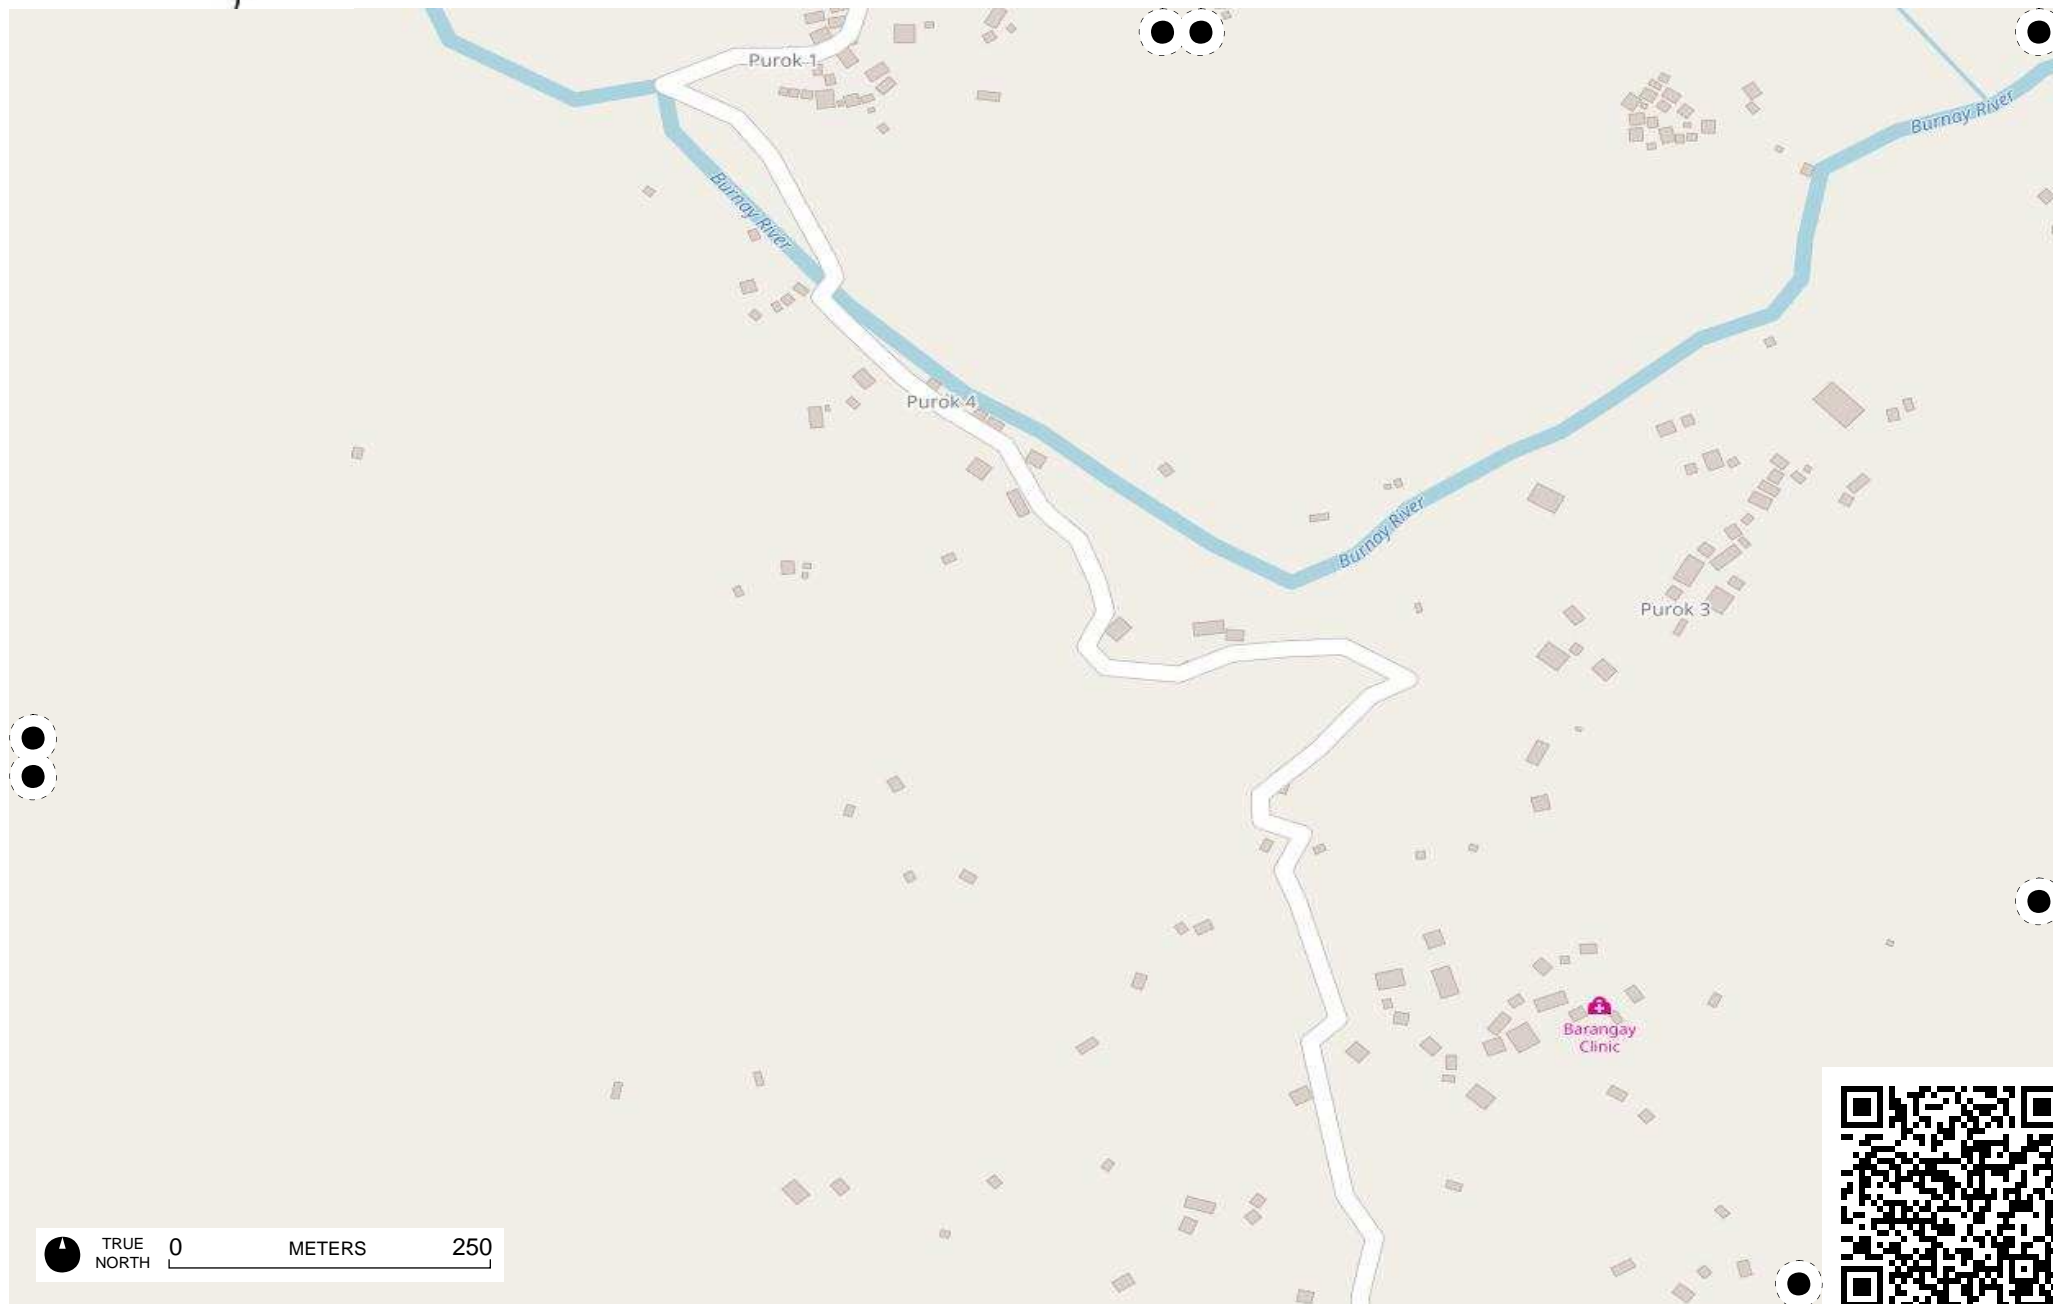 Purok 1
Burnay River
Burnay River
Purok 4
Burnay River
Purok 3
Barangay
Clinic
TRUE
NORTH
0
METERS
250